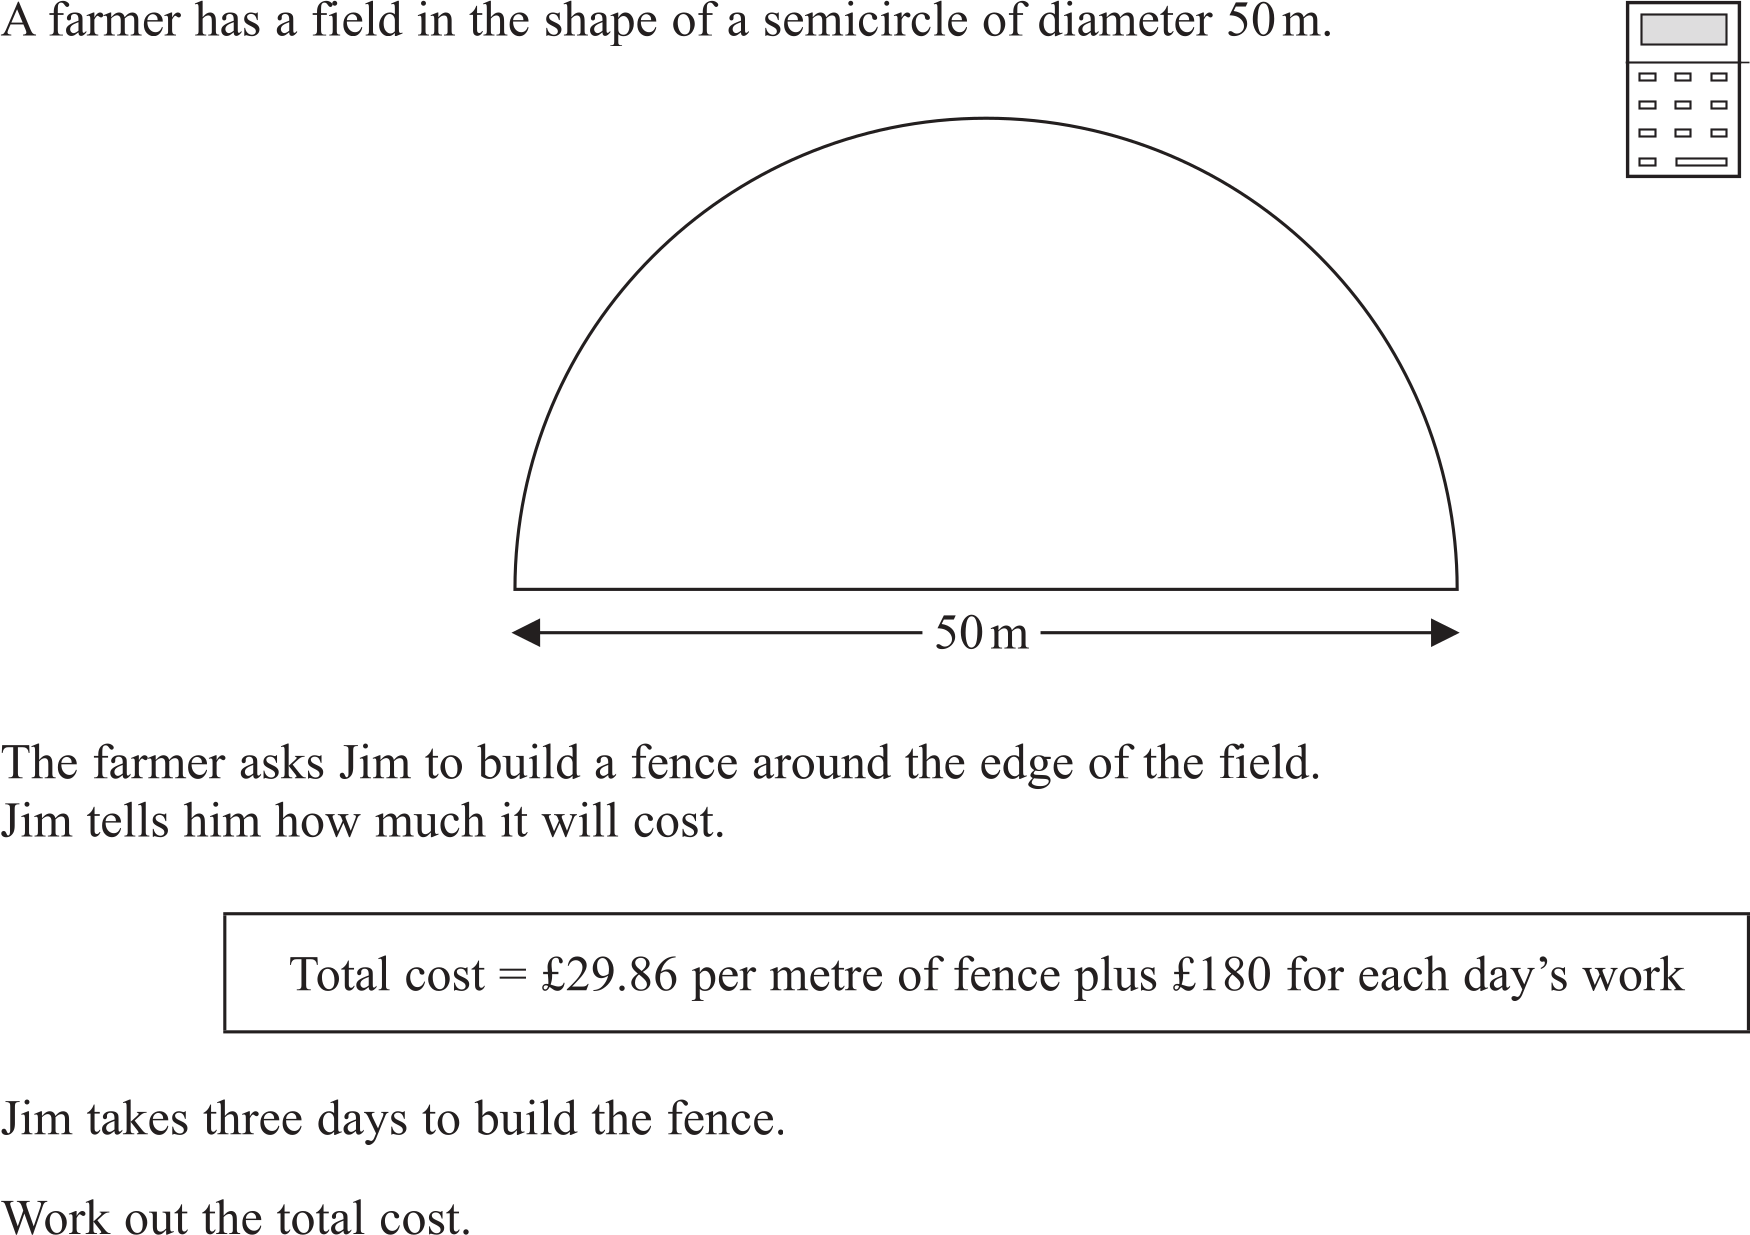 A farmer has a field in the shape of a semicircle of diameter 50 m.
50 m
The farmer asks Jim to build a fence around the edge of the field.
Jim tells him how much it will cost.
Total cost = £29.86 per metre of fence plus £180 for each day’s work
Jim takes three days to build the fence.
Work out the total cost.